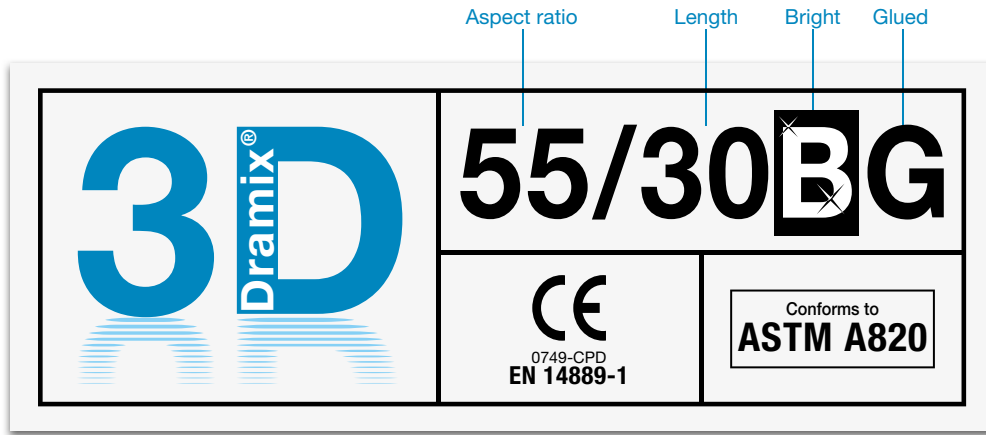 Aspect ratio Length Bright Glued
3D Dramix®
55/30BG
CE
0749-CPD
EN 14889-1
Conforms to
ASTM A820